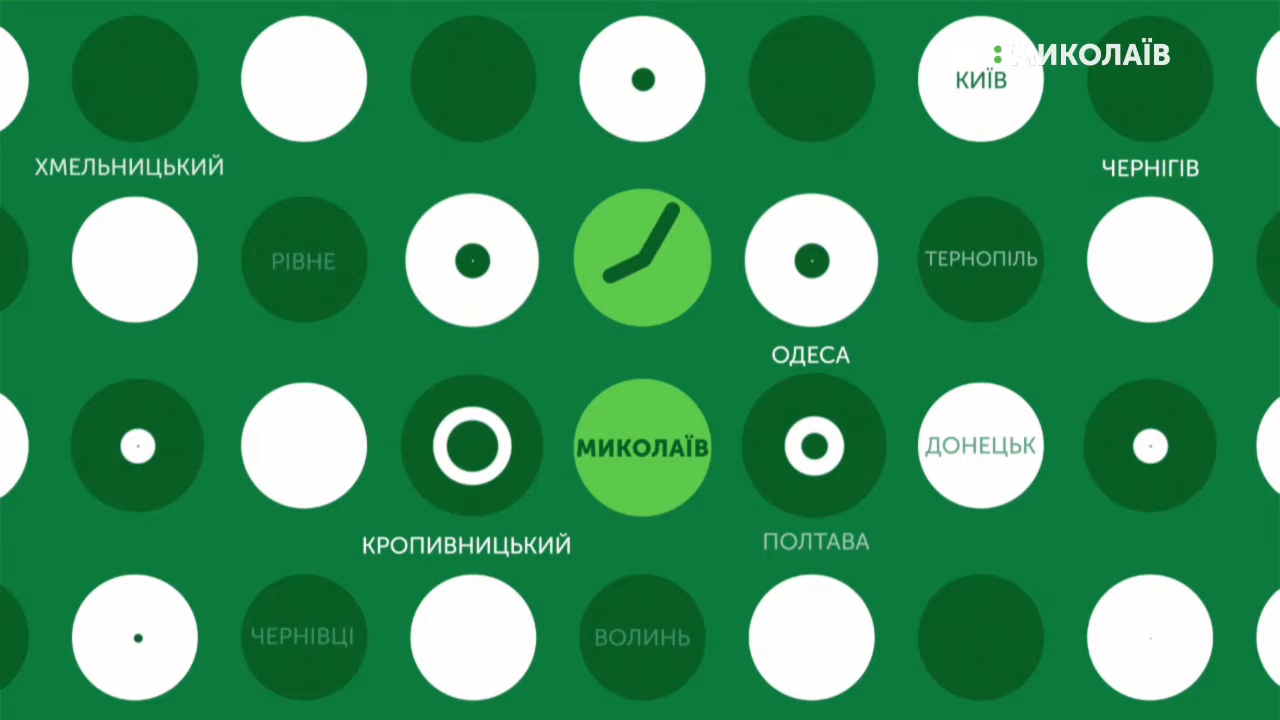 МИКОЛАЇВ
КИЇВ
ХМЕЛЬНИЦЬКИЙ
ЧЕРНІГІВ
РІВНЕ
ТЕРНОПІЛЬ
ОДЕСА
МИКОЛАЇВ
ДОНЕЦЬК
КРОПИВНИЦЬКИЙ
ПОЛТАВА
ЧЕРНІВЦІ
ВОЛИНЬ